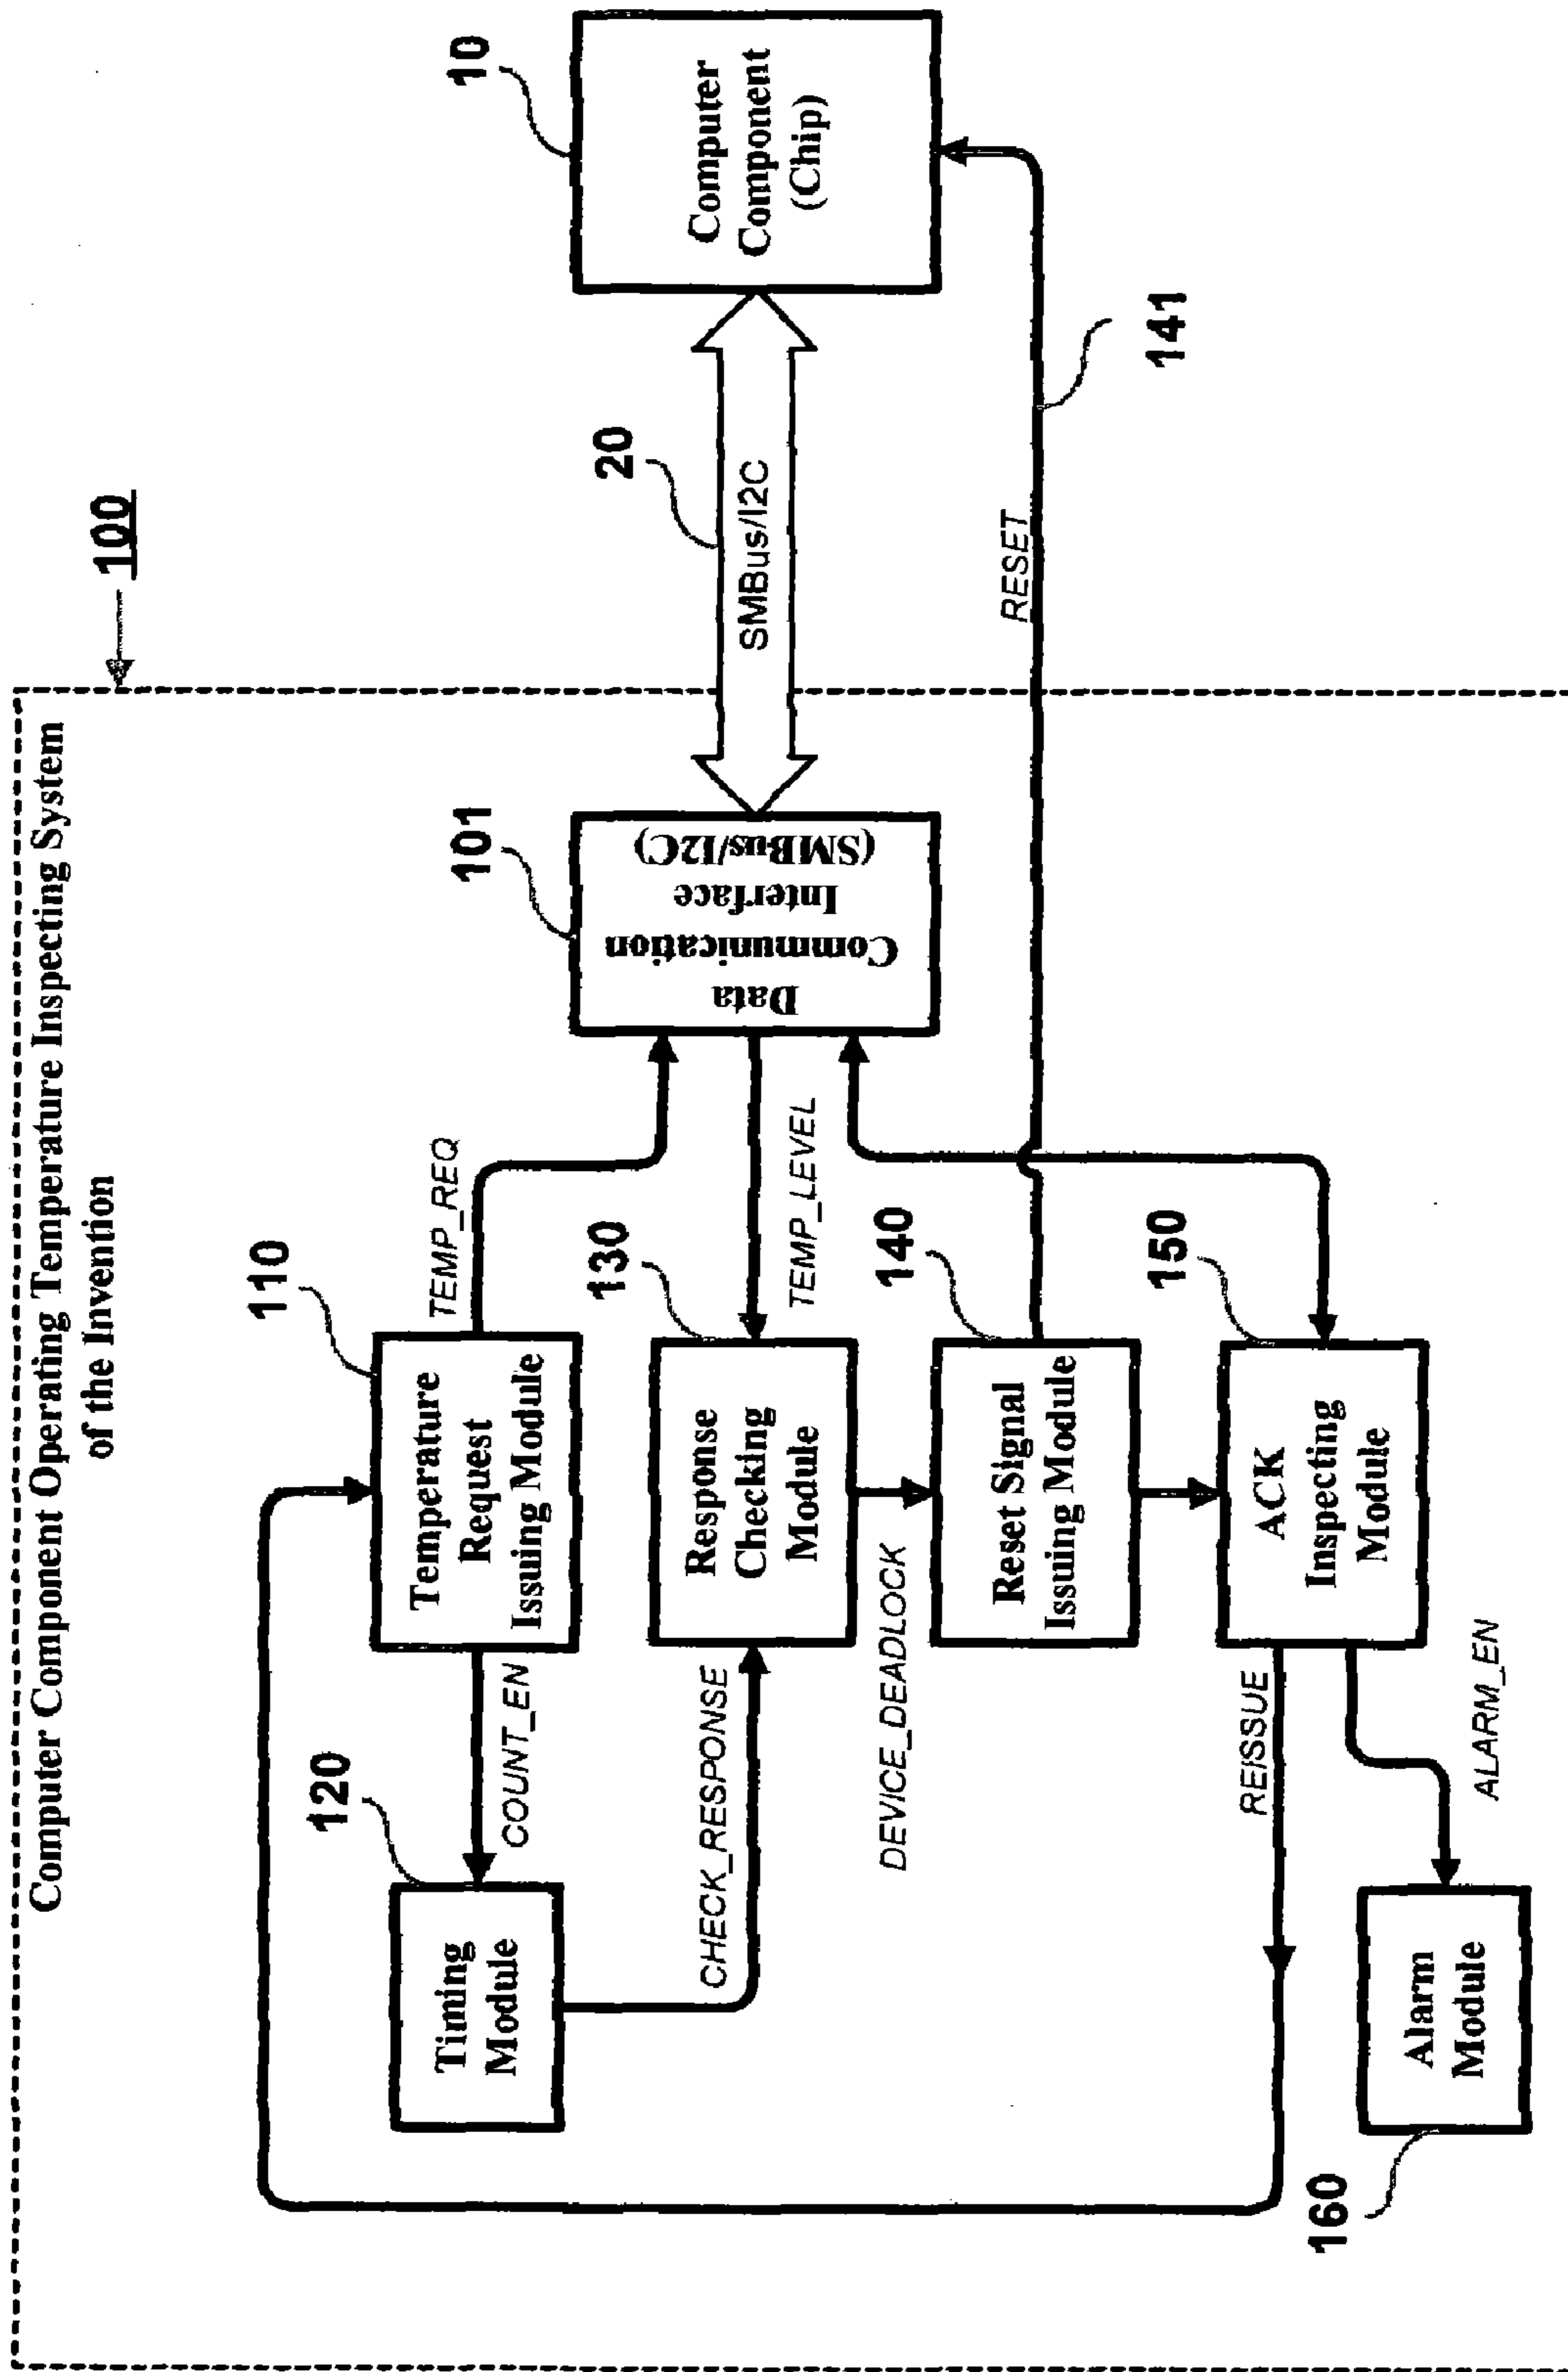 100
Computer Component Operating Temperature Inspecting System
of the Invention
110
Temperature
Request
Issuing Module
TEMP_REQ
COUNT_EN
120
Timing
Module
CHECK_RESPONSE
130
Response
Checking
Module
TEMP_LEVEL
DEVICE_DEADLOCK
140
Reset Signal
Issuing Module
150
ACK
Inspecting
Module
REISSUE
ALARM_EN
160
Alarm
Module
101
Data
Communication
Interface
(SMBus/I2C)
20
SMBus/I2C
10
Computer
Component
(Chip)
RESET
141